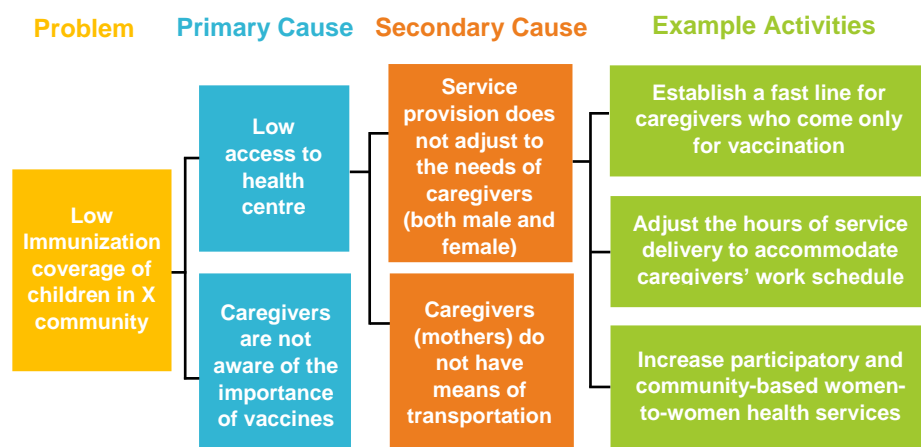 Problem
Primary Cause
Secondary Cause
Example Activities
Low
Immunization
coverage of
children in X
community
Low
access to
health
centre
Caregivers
are not
aware of the
importance
of vaccines
Service
provision does
not adjust to
the needs of
caregivers
(both male and
female)
Caregivers
(mothers) do
not have
means of
transportation
Establish a fast line for
caregivers who come only
for vaccination
Adjust the hours of service
delivery to accommodate
caregivers’ work schedule
Increase participatory and
community-based women-
to-women health services